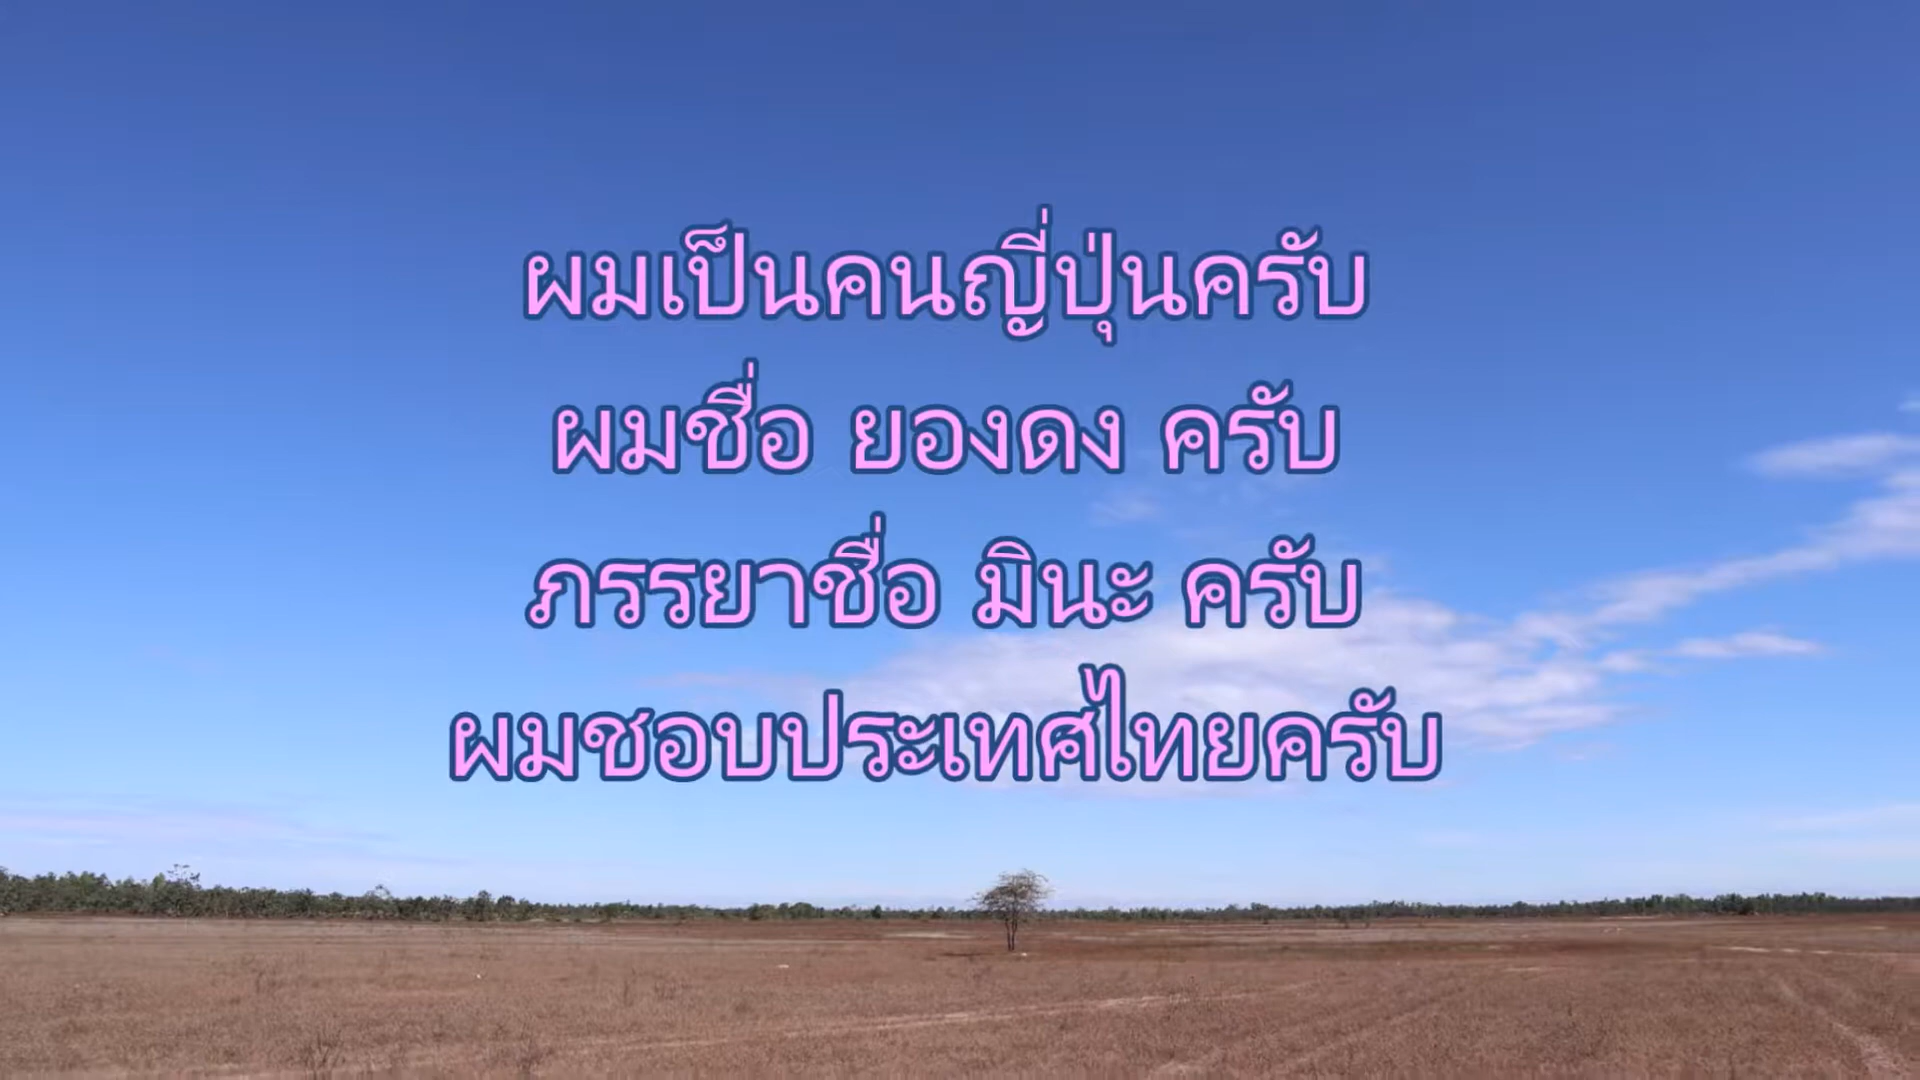 ผมเป็นคนญี่ปุ่นครับ
ผมชื่อ ยองดง ครับ
ภรรยาชื่อ มินะ ครับ
ผมชอบประเทศไทยครับ